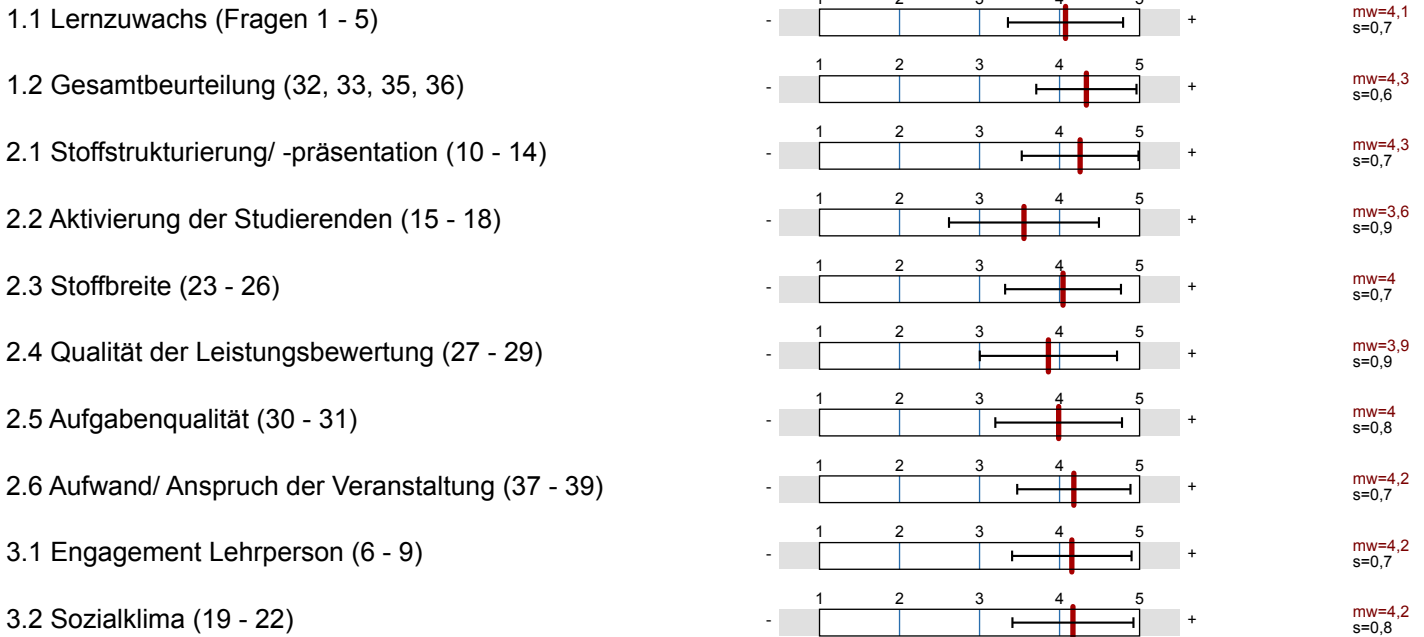 1.1 Lernzuwachs (Fragen 1 - 5)
1 2 3 4 5
- +
mw=4,1
s=0,7
1.2 Gesamtbeurteilung (32, 33, 35, 36)
1 2 3 4 5
- +
mw=4,3
s=0,6
2.1 Stoffstrukturierung/ -präsentation (10 - 14)
1 2 3 4 5
- +
mw=4,3
s=0,7
2.2 Aktivierung der Studierenden (15 - 18)
1 2 3 4 5
- +
mw=3,6
s=0,9
2.3 Stoffbreite (23 - 26)
1 2 3 4 5
- +
mw=4
s=0,7
2.4 Qualität der Leistungsbewertung (27 - 29)
1 2 3 4 5
- +
mw=3,9
s=0,9
2.5 Aufgabenqualität (30 - 31)
1 2 3 4 5
- +
mw=4
s=0,8
2.6 Aufwand/ Anspruch der Veranstaltung (37 - 39)
1 2 3 4 5
- +
mw=4,2
s=0,7
3.1 Engagement Lehrperson (6 - 9)
1 2 3 4 5
- +
mw=4,2
s=0,7
3.2 Sozialklima (19 - 22)
1 2 3 4 5
- +
mw=4,2
s=0,8